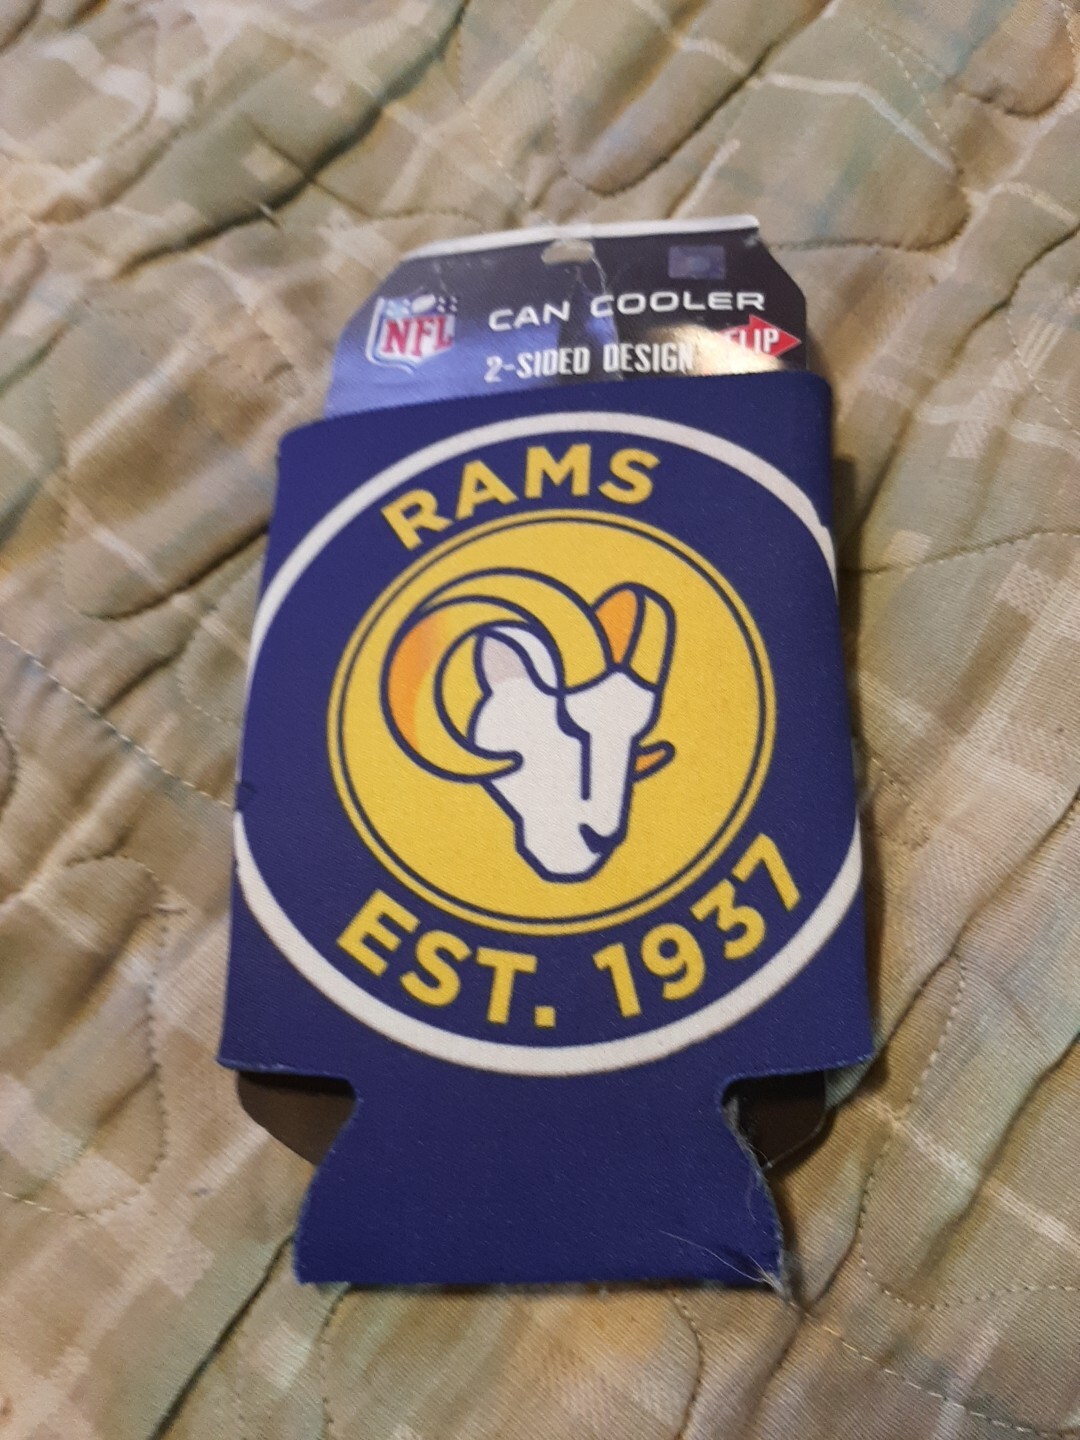 NFL
CAN COOLER
2-SIDED DESIGN
FLIP
RAMS
EST. 1937